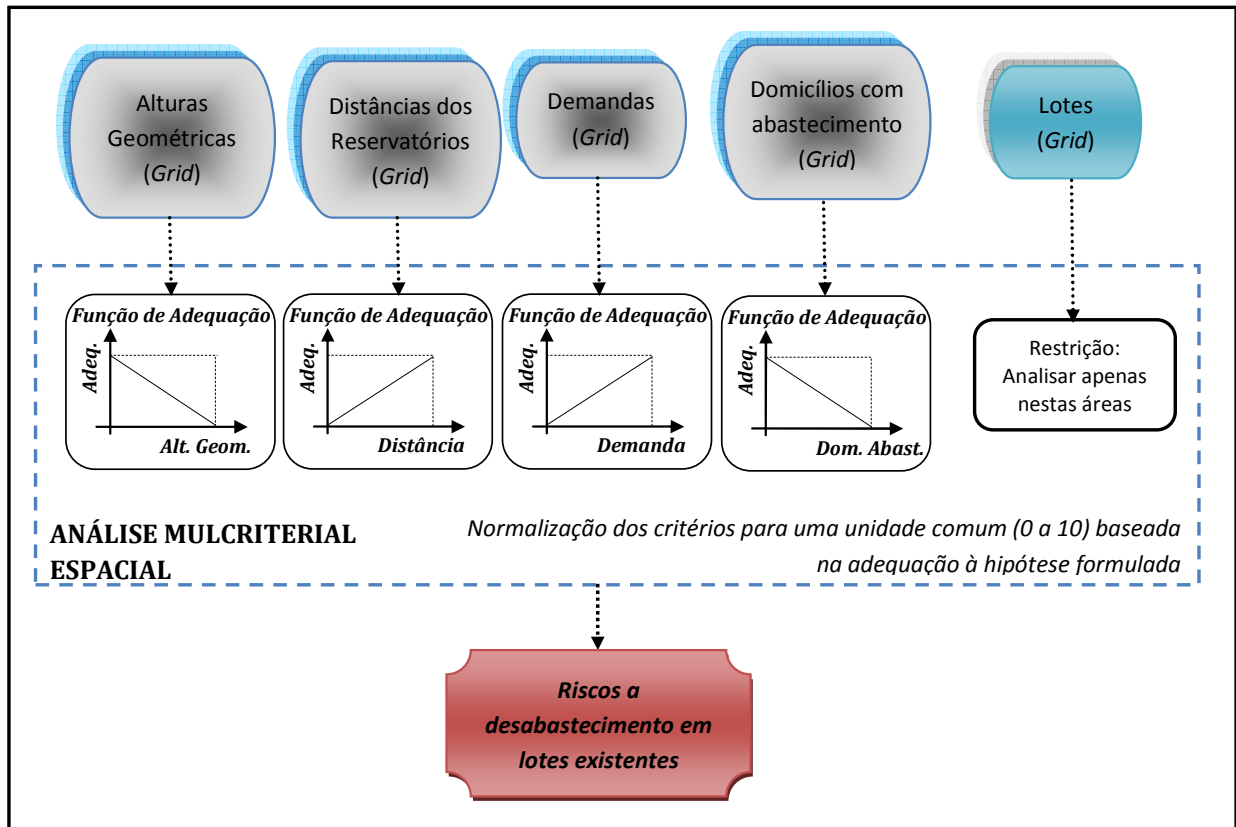 Alturas
Geométricas
(Grid)
Distâncias dos
Reservatórios
(Grid)
Demandas
(Grid)
Domicílios com
abastecimento
(Grid)
Lotes
(Grid)
Função de Adequação
Adeq.
Alt. Geom.
Função de Adequação
Adeq.
Distância
Função de Adequação
Adeq.
Demanda
Função de Adequação
Adeq.
Dom. Abast.
Restrição:
Analisar apenas
nestas áreas
ANÁLISE MULCRITERIAL
ESPACIAL
Normalização dos critérios para uma unidade comum (0 a 10) baseada
na adequação à hipótese formulada
Riscos a
desabastecimento em
lotes existentes